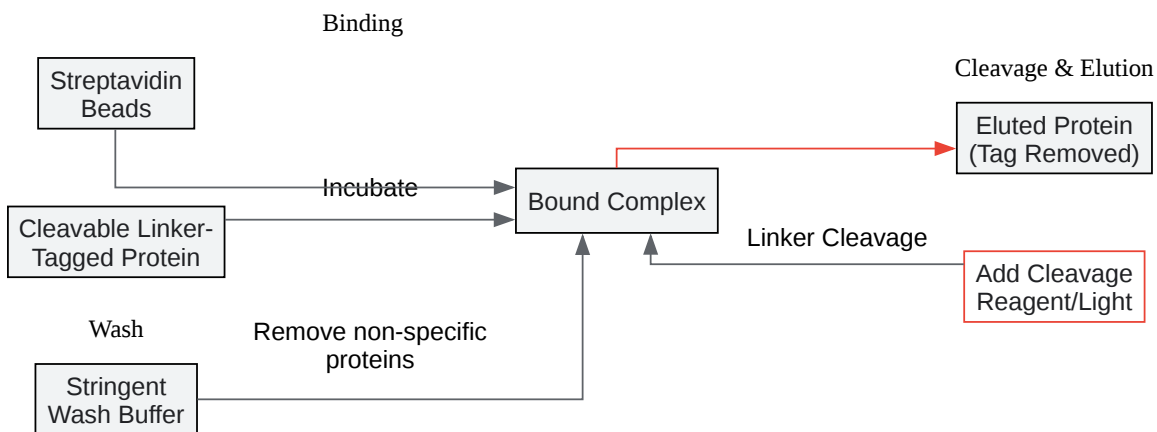 Binding
Streptavidin
Beads
Incubate
Cleavable Linker-
Tagged Protein
Bound Complex
Cleavage & Elution
Eluted Protein
(Tag Removed)
Linker Cleavage
Add Cleavage
Reagent/Light
Wash
Remove non-specific
proteins
Stringent
Wash Buffer